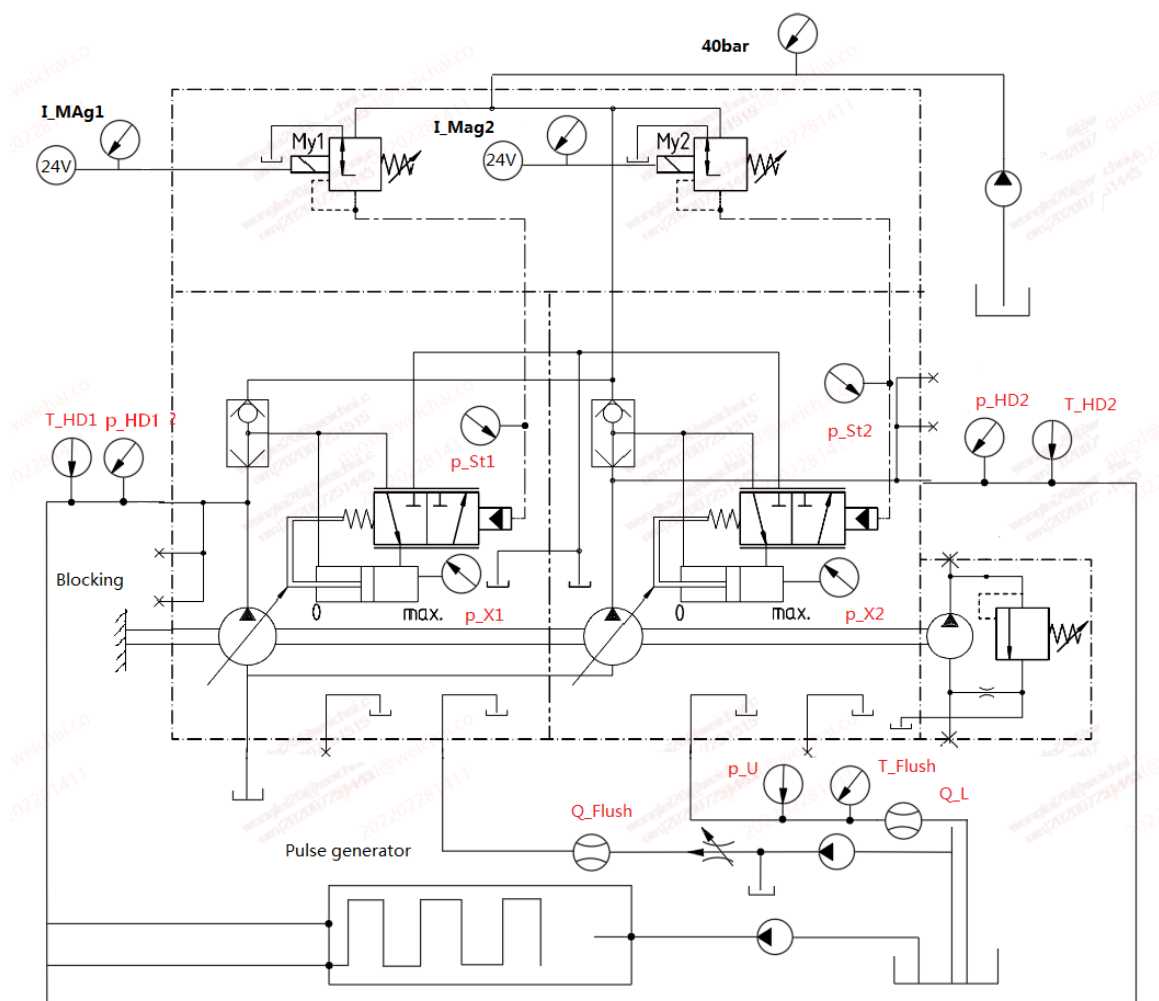 40bar
I_MAg1
I_Mag2
My1
My2
24V
24V
T_HD1
p_HD1 ?
p_St1
p_St2
p_HD2
T_HD2
Blocking
0
max.
p_X1
0
max.
p_X2
p_U
T_Flush
Q_Flush
Q_L
Pulse generator